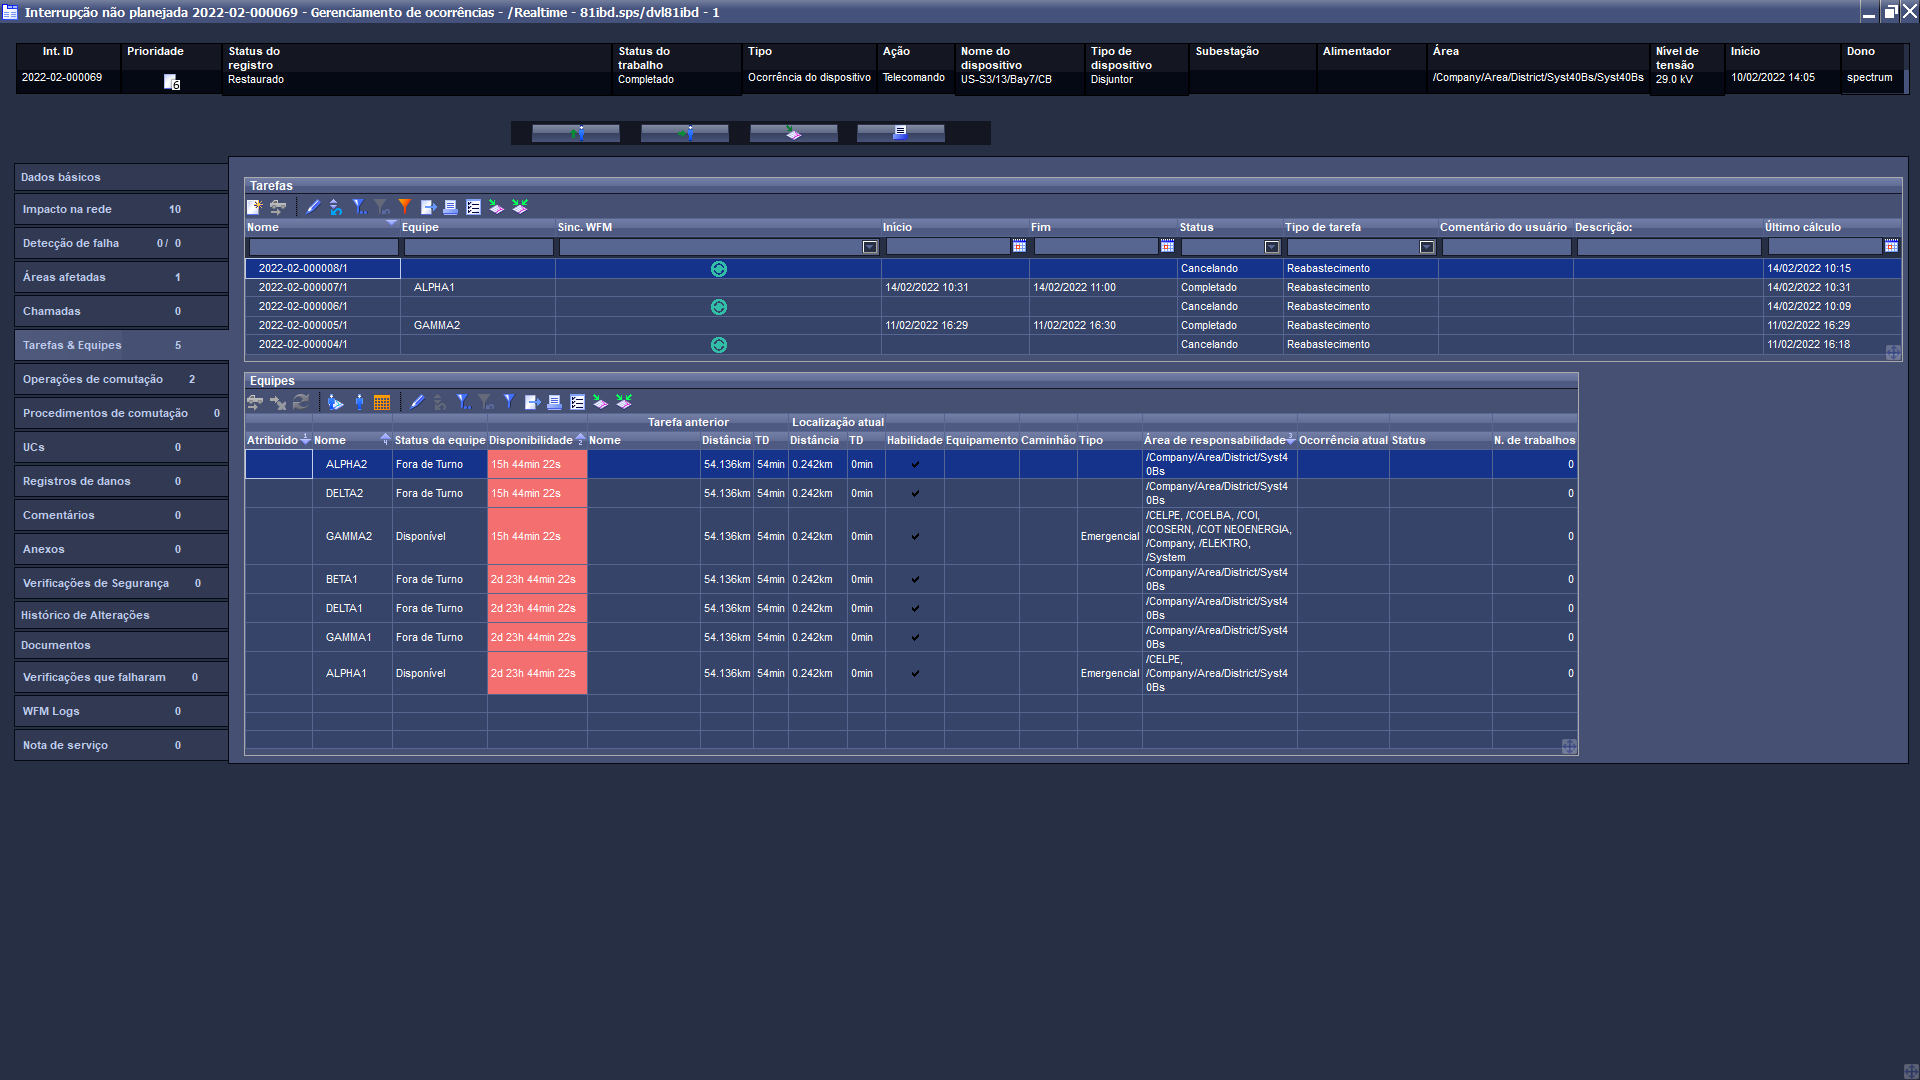 Interrupção não planejada 2022-02-000069 - Gerenciamento de ocorrências - /Realtime - 81ibd.sps/dvl81ibd - 1
Int. ID Prioridade Status do registro Status do trabalho Tipo Ação Nome do dispositivo Tipo de dispositivo Subestação Alimentador Área Nível de tensão Início Dono
2022-02-000069 6 Restaurado Completado Ocorrência do dispositivo Telecomando US-S3/13/Bay7/CB Disjuntor /Company/Area/District/Syst40Bs/Syst40Bs 29.0 kV 10/02/2022 14:05 spectrum
Dados básicos
Impacto na rede 10
Detecção de falha 0 / 0
Áreas afetadas 1
Chamadas 0
Tarefas & Equipes 5
Operações de comutação 2
Procedimentos de comutação 0
UCs 0
Registros de danos 0
Comentários 0
Anexos 0
Verificações de Segurança 0
Histórico de Alterações
Documentos
Verificações que falharam 0
WFM Logs 0
Nota de serviço 0
Tarefas
Nome Equipe Sinc. WFM Início Fim Status Tipo de tarefa Comentário do usuário Descrição: Último cálculo
2022-02-000008/1 Cancelando Reabastecimento 14/02/2022 10:15
2022-02-000007/1 ALPHA1 14/02/2022 10:31 14/02/2022 11:00 Completado Reabastecimento 14/02/2022 10:31
2022-02-000006/1 Cancelando Reabastecimento 14/02/2022 10:09
2022-02-000005/1 GAMMA2 11/02/2022 16:29 11/02/2022 16:30 Completado Reabastecimento 11/02/2022 16:29
2022-02-000004/1 Cancelando Reabastecimento 11/02/2022 16:18
Equipes
Tarefa anterior Localização atual
Atribuído 1 Nome 4 Status da equipe Disponibilidade 2 Nome Distância TD Distância TD Habilidade Equipamento Caminhão Tipo Área de responsabilidade 3 Ocorrência atual Status N. de trabalhos
ALPHA2 Fora de Turno 15h 44min 22s 54.136km 54min 0.242km 0min /Company/Area/District/Syst4 0
0Bs
DELTA2 Fora de Turno 15h 44min 22s 54.136km 54min 0.242km 0min /Company/Area/District/Syst4 0
0Bs
GAMMA2 Disponível 15h 44min 22s 54.136km 54min 0.242km 0min Emergencial /CELPE, /COELBA, /COI, 0
/COSERN, /COT NEOENERGIA,
/Company, /ELEKTRO,
/System
BETA1 Fora de Turno 2d 23h 44min 22s 54.136km 54min 0.242km 0min /Company/Area/District/Syst4 0
0Bs
DELTA1 Fora de Turno 2d 23h 44min 22s 54.136km 54min 0.242km 0min /Company/Area/District/Syst4 0
0Bs
GAMMA1 Fora de Turno 2d 23h 44min 22s 54.136km 54min 0.242km 0min /Company/Area/District/Syst4 0
0Bs
ALPHA1 Disponível 2d 23h 44min 22s 54.136km 54min 0.242km 0min Emergencial /CELPE, 0
/Company/Area/District/Syst4
0Bs